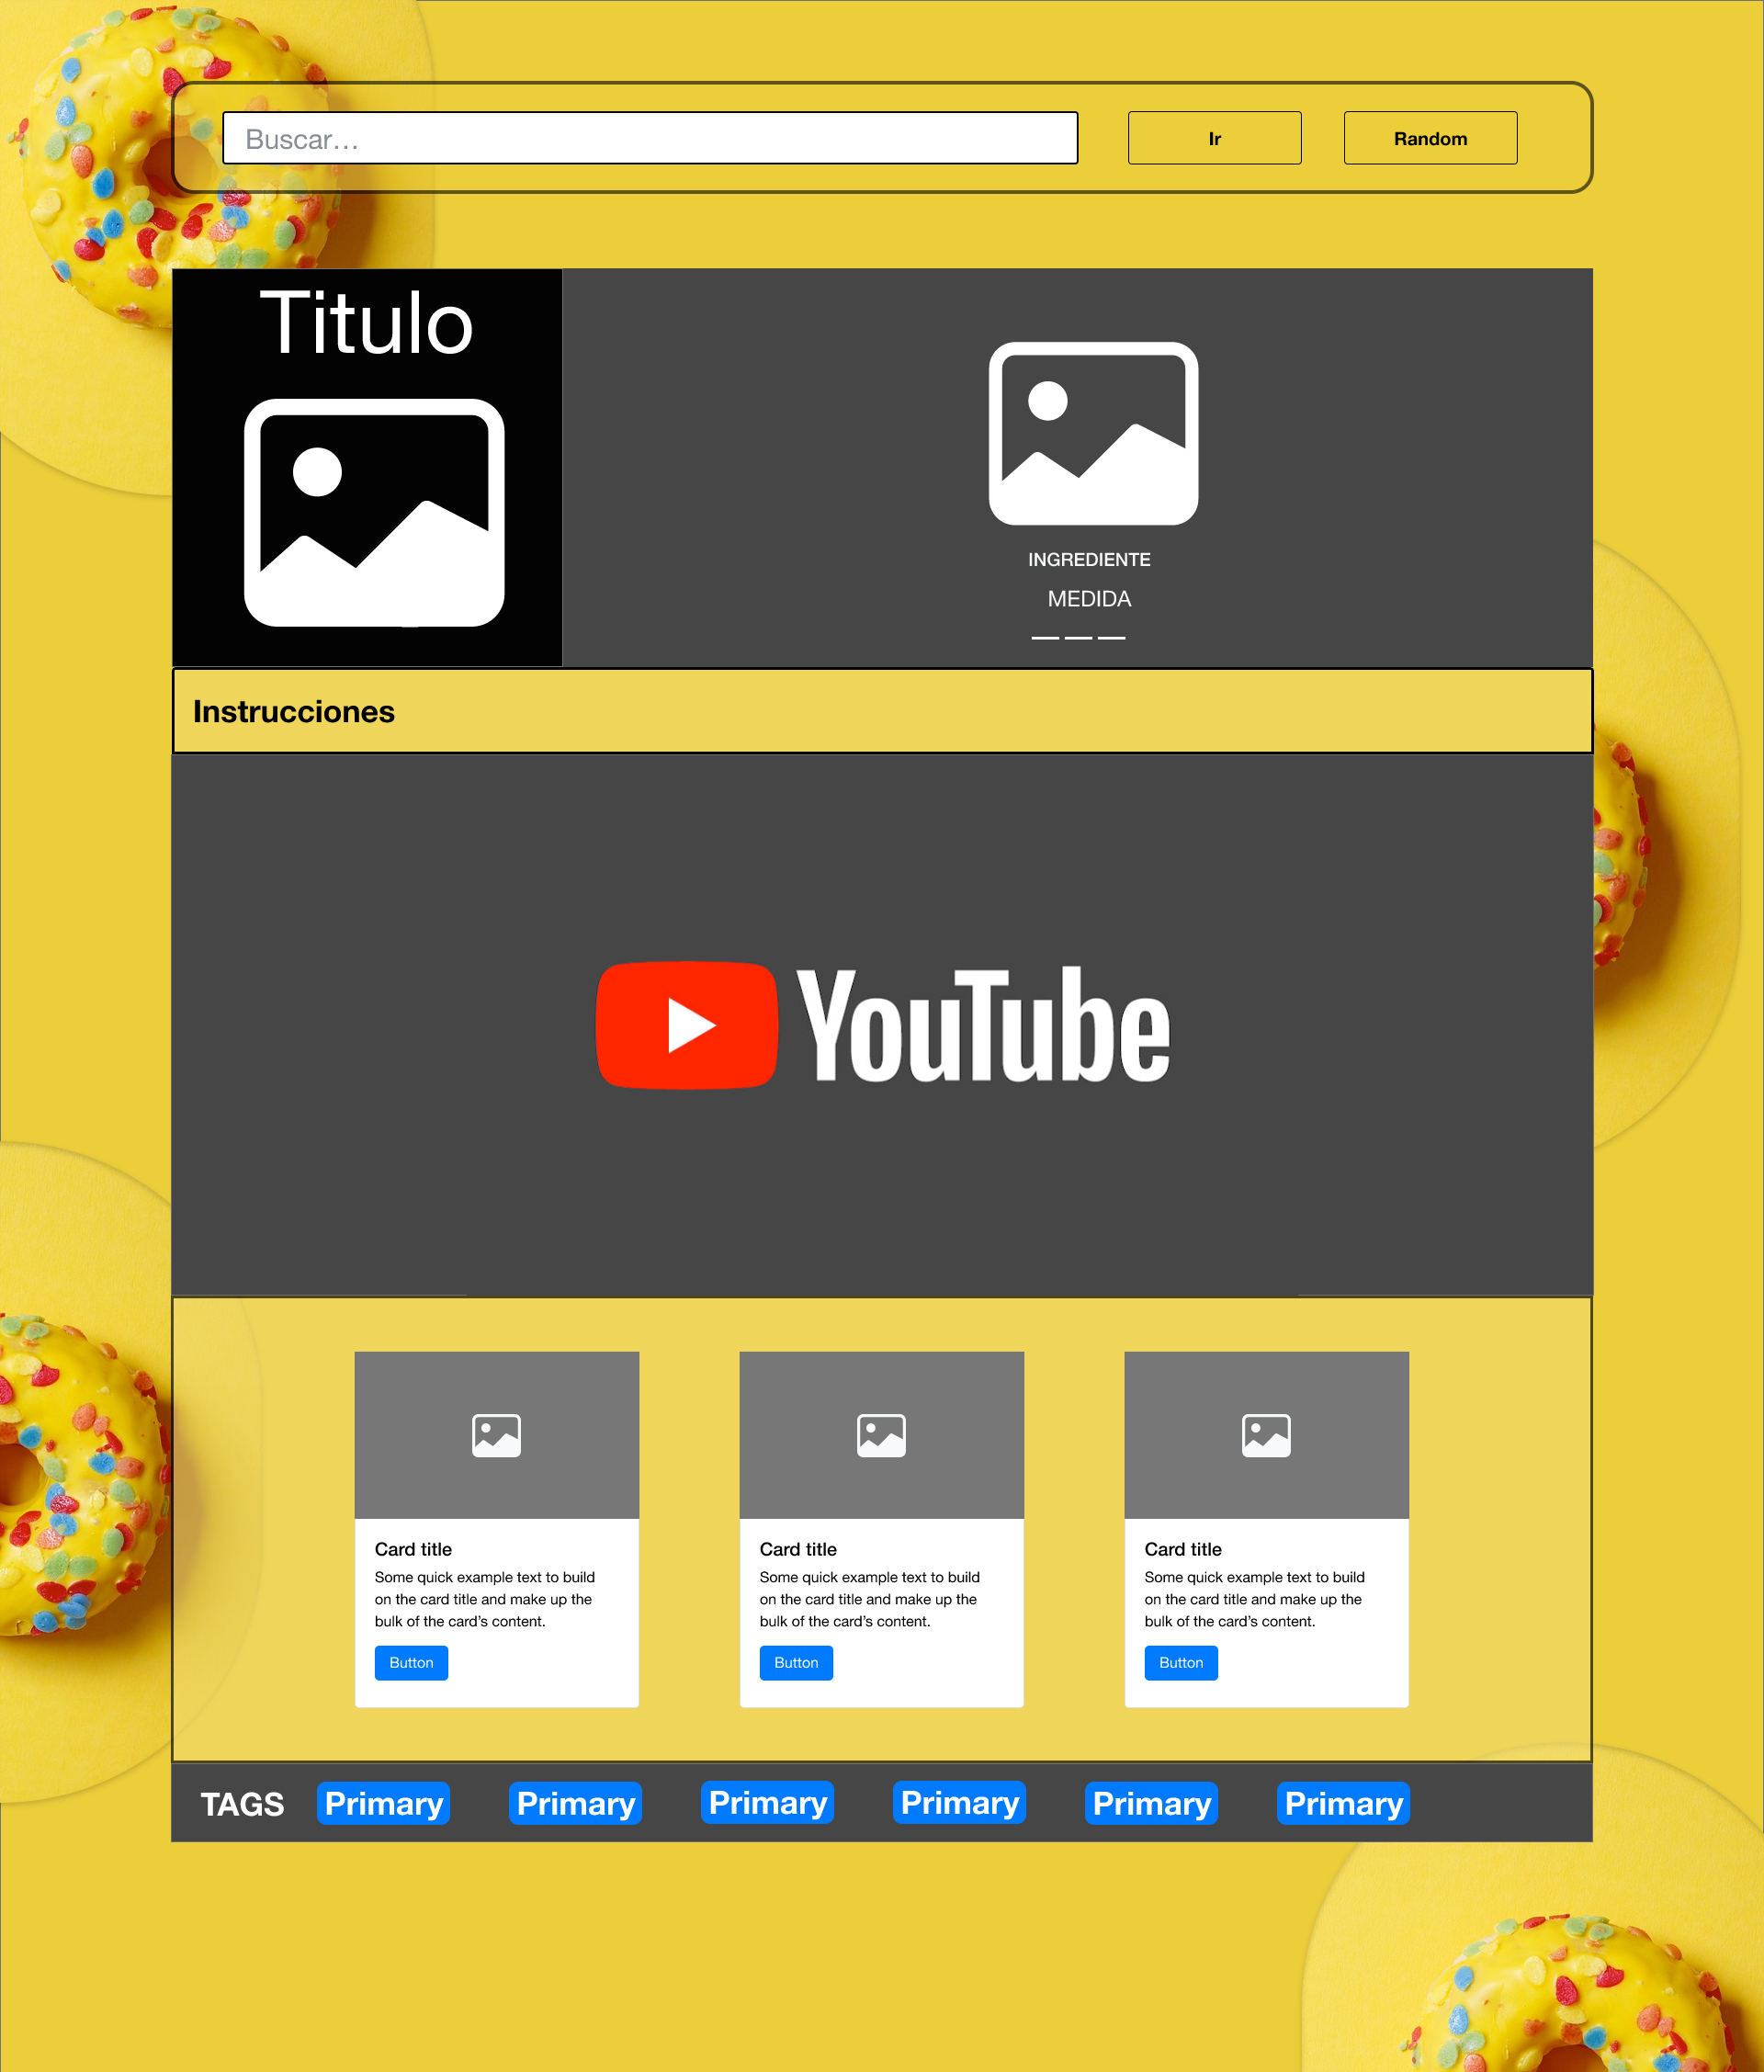 Buscar...
Ir
Random
Titulo
INGREDIENTE
MEDIDA
Instrucciones
YouTube
Card title
Some quick example text to build
on the card title and make up the
bulk of the card’s content.
Button
Card title
Some quick example text to build
on the card title and make up the
bulk of the card’s content.
Button
Card title
Some quick example text to build
on the card title and make up the
bulk of the card’s content.
Button
TAGS Primary Primary Primary Primary Primary Primary